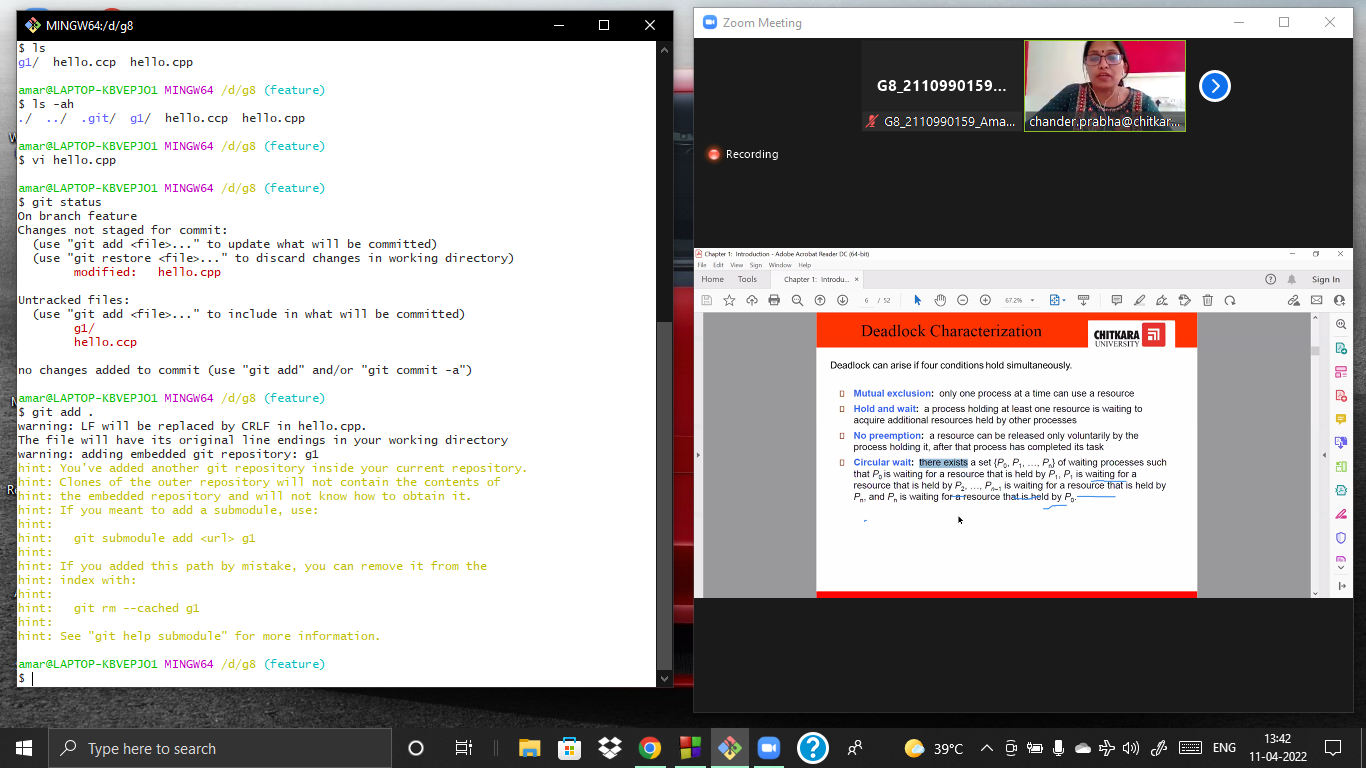 MINGW64:/d/g8
$ ls
g1/  hello.ccp  hello.cpp
amar@LAPTOP-KBVEPJO1 MINGW64 /d/g8 (feature)
$ ls -ah
./  ../  .git/  g1/  hello.ccp  hello.cpp
amar@LAPTOP-KBVEPJO1 MINGW64 /d/g8 (feature)
$ vi hello.cpp
amar@LAPTOP-KBVEPJO1 MINGW64 /d/g8 (feature)
$ git status
On branch feature
Changes not staged for commit:
  (use "git add <file>..." to update what will be committed)
  (use "git restore <file>..." to discard changes in working directory)
        modified:   hello.cpp
Untracked files:
  (use "git add <file>..." to include in what will be committed)
        g1/
        hello.ccp
no changes added to commit (use "git add" and/or "git commit -a")
amar@LAPTOP-KBVEPJO1 MINGW64 /d/g8 (feature)
$ git add .
warning: LF will be replaced by CRLF in hello.cpp.
The file will have its original line endings in your working directory
warning: adding embedded git repository: g1
hint: You've added another git repository inside your current repository.
hint: Clones of the outer repository will not contain the contents of
hint: the embedded repository and will not know how to obtain it.
hint: If you meant to add a submodule, use:
hint:
hint:   git submodule add <url> g1
hint:
hint: If you added this path by mistake, you can remove it from the
hint: index with:
hint:
hint:   git rm --cached g1
hint:
hint: See "git help submodule" for more information.
amar@LAPTOP-KBVEPJO1 MINGW64 /d/g8 (feature)
$
Zoom Meeting
G8_2110990159...
G8_2110990159_Ama...
chander.prabha@chitkar...
Recording
Chapter 1: Introduction - Adobe Acrobat Reader DC (64-bit)
File Edit View Sign Window Help
Home Tools Chapter 1: Introdu... × Sign In
6 / 52 67.2%
Deadlock Characterization
CHITKARA
UNIVERSITY
Deadlock can arise if four conditions hold simultaneously.
Mutual exclusion: only one process at a time can use a resource
Hold and wait: a process holding at least one resource is waiting to
acquire additional resources held by other processes
No preemption: a resource can be released only voluntarily by the
process holding it, after that process has completed its task
Circular wait: there exists a set {P0, P1, …, Pn} of waiting processes such
that P0 is waiting for a resource that is held by P1, P1 is waiting for a
resource that is held by P2, …, Pn–1 is waiting for a resource that is held by
Pn, and Pn is waiting for a resource that is held by P0.
Type here to search
39°C
ENG
13:42
11-04-2022